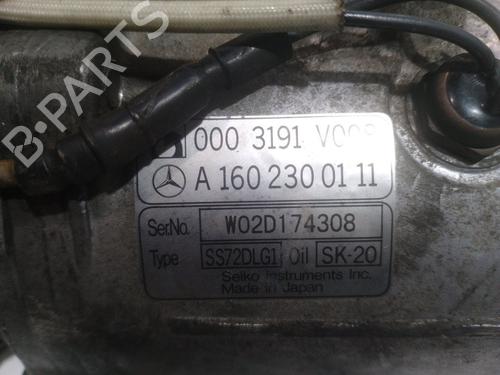 B-PARTS
000 3191 V008
A 160 230 01 11
Ser.No. W02D174308
Type SS72DLG1 Oil SK-20
Seiko Instruments Inc.
Made in Japan